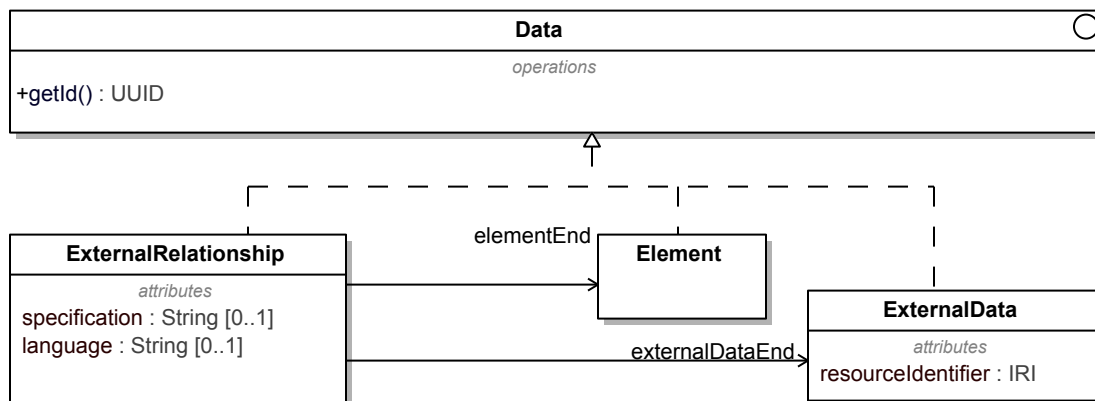 Data
operations
+getId() : UUID
elementEnd
ExternalRelationship
attributes
specification : String [0..1]
language : String [0..1]
Element
externalDataEnd
ExternalData
attributes
resourceIdentifier : IRI